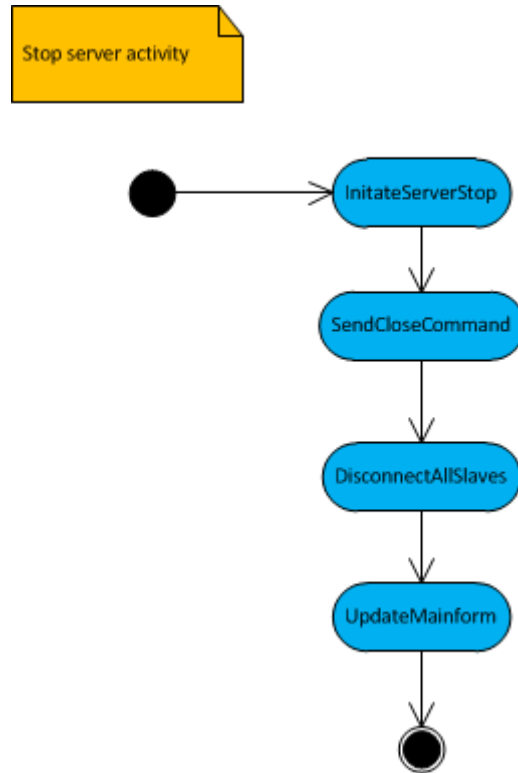 Stop server activity
InitateServerStop
SendCloseCommand
DisconnectAllSlaves
UpdateMainform